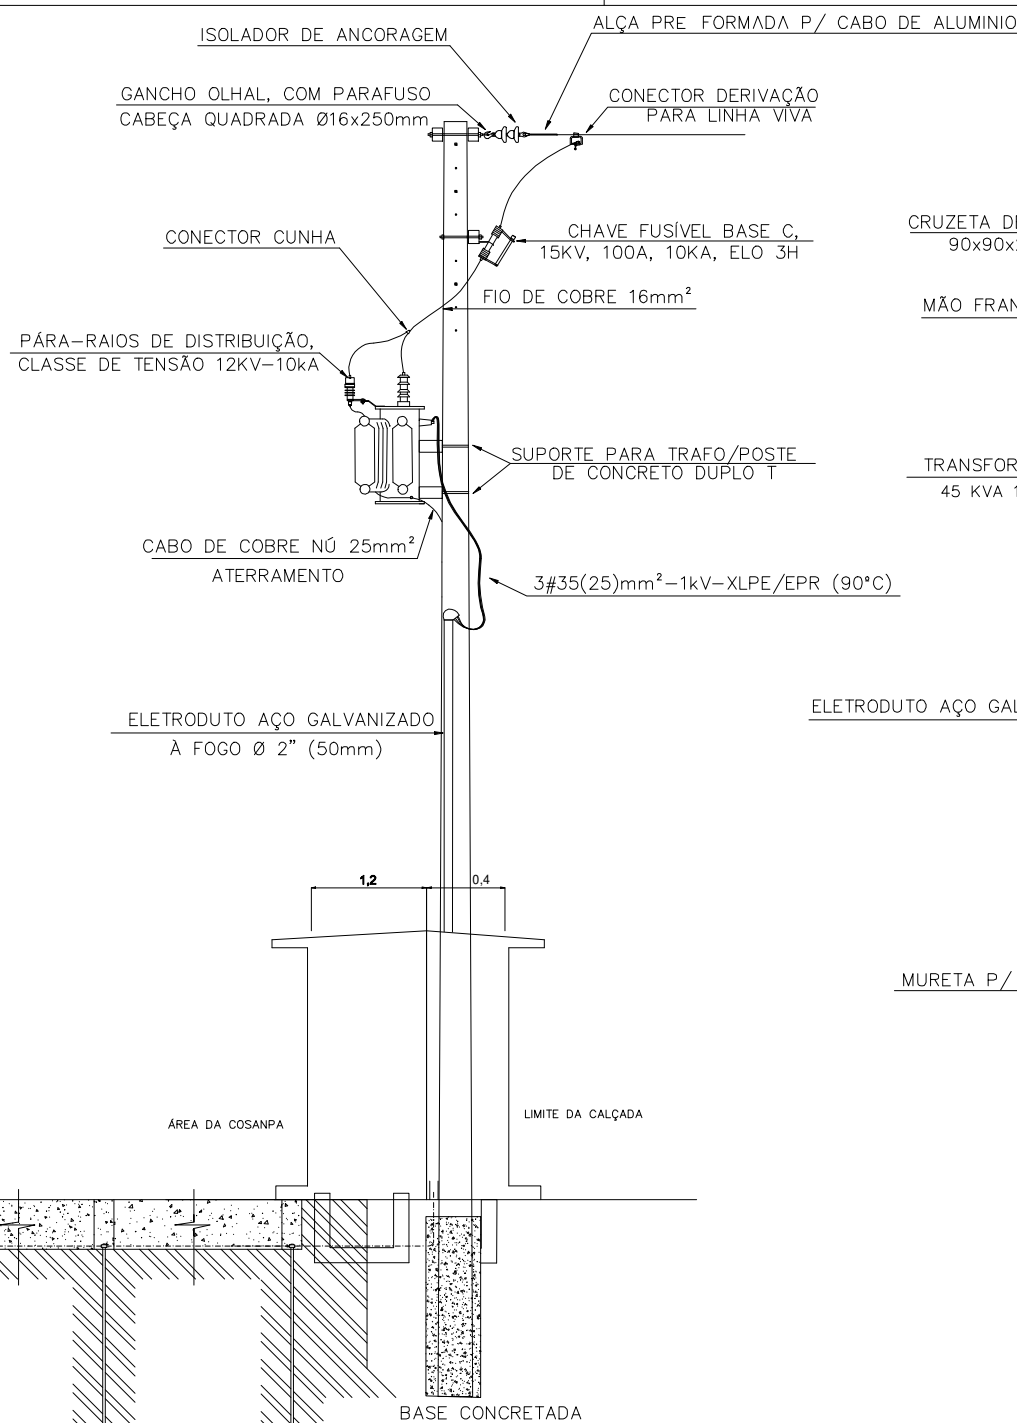 ALÇA PRE FORMADA P/ CABO DE ALUMINIO
ISOLADOR DE ANCORAGEM
GANCHO OLHAL, COM PARAFUSO
CABEÇA QUADRADA Ø16x250mm
CONECTOR DERIVAÇÃO
PARA LINHA VIVA
CONECTOR CUNHA
CHAVE FUSÍVEL BASE C,
15KV, 100A, 10KA, ELO 3H
CRUZETA DE
90x90x
FIO DE COBRE 16mm²
MÃO FRAN
PÁRA-RAIOS DE DISTRIBUIÇÃO,
CLASSE DE TENSÃO 12KV-10kA
SUPORTE PARA TRAFO/POSTE
DE CONCRETO DUPLO T
TRANSFOR
45 KVA 1
CABO DE COBRE NÚ 25mm²
ATERRAMENTO
3#35(25)mm²-1kV-XLPE/EPR (90°C)
ELETRODUTO AÇO GALVANIZADO
À FOGO Ø 2" (50mm)
ELETRODUTO AÇO GAL
1,2
0,4
MURETA P/
ÁREA DA COSANPA
LIMITE DA CALÇADA
BASE CONCRETADA